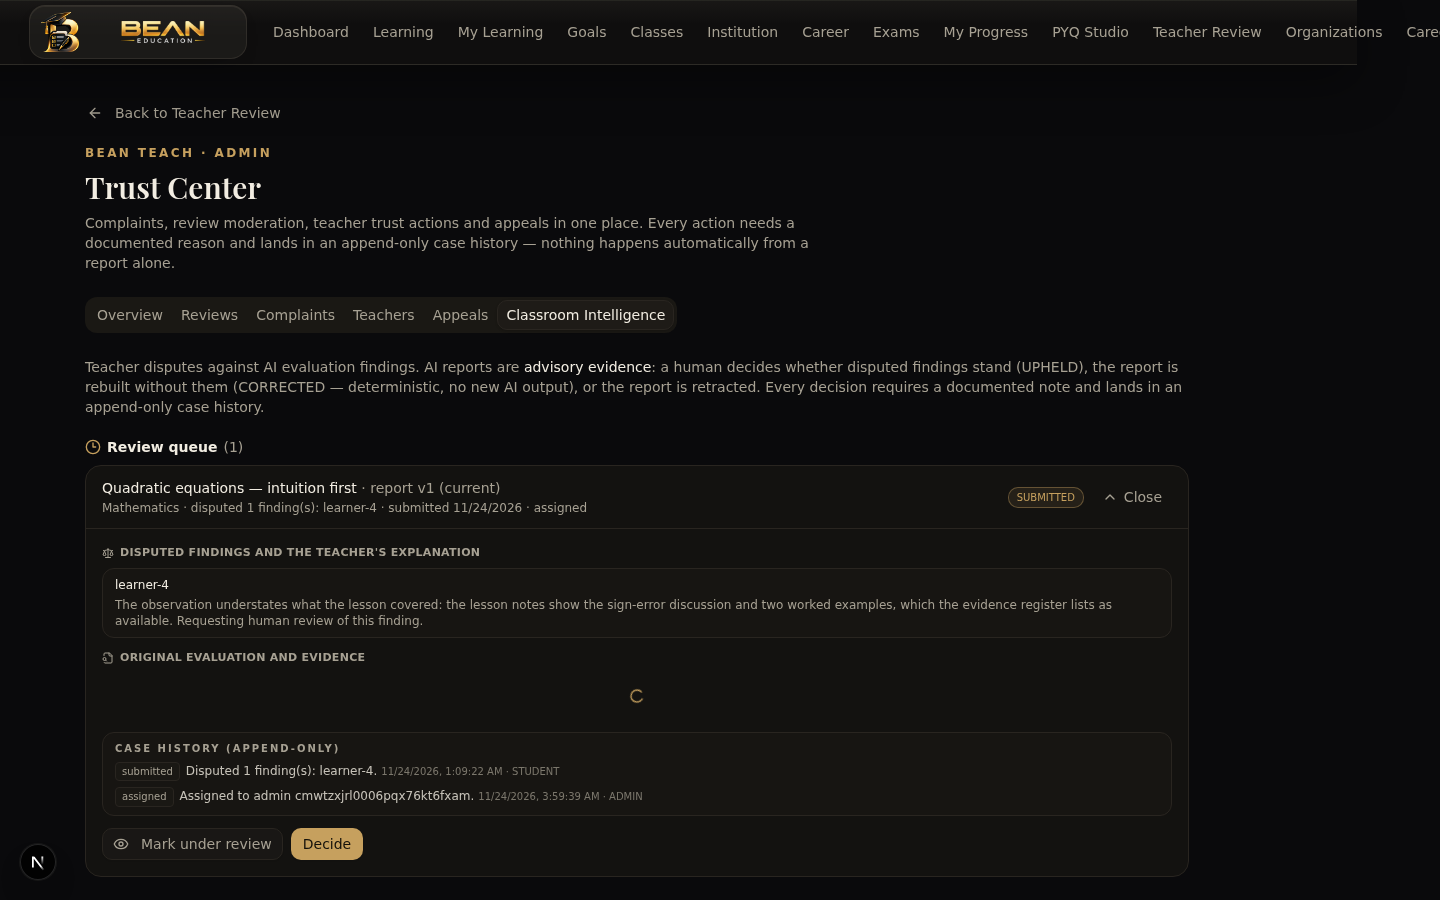 B BEAN
EDUCATION
Dashboard Learning My Learning Goals Classes Institution Career Exams My Progress PYQ Studio Teacher Review Organizations Care
Back to Teacher Review
BEAN TEACH · ADMIN
Trust Center
Complaints, review moderation, teacher trust actions and appeals in one place. Every action needs a
documented reason and lands in an append-only case history — nothing happens automatically from a
report alone.
Overview Reviews Complaints Teachers Appeals Classroom Intelligence
Teacher disputes against AI evaluation findings. AI reports are advisory evidence: a human decides whether disputed findings stand (UPHELD), the report is
rebuilt without them (CORRECTED — deterministic, no new AI output), or the report is retracted. Every decision requires a documented note and lands in an
append-only case history.
Review queue (1)
Quadratic equations — intuition first · report v1 (current)
Mathematics · disputed 1 finding(s): learner-4 · submitted 11/24/2026 · assigned
SUBMITTED Close
DISPUTED FINDINGS AND THE TEACHER'S EXPLANATION
learner-4
The observation understates what the lesson covered: the lesson notes show the sign-error discussion and two worked examples, which the evidence register lists as
available. Requesting human review of this finding.
ORIGINAL EVALUATION AND EVIDENCE
CASE HISTORY (APPEND-ONLY)
submitted Disputed 1 finding(s): learner-4. 11/24/2026, 1:09:22 AM · STUDENT
assigned Assigned to admin cmwtzxjrl0006pqx76kt6fxam. 11/24/2026, 3:59:39 AM · ADMIN
Mark under review Decide
N